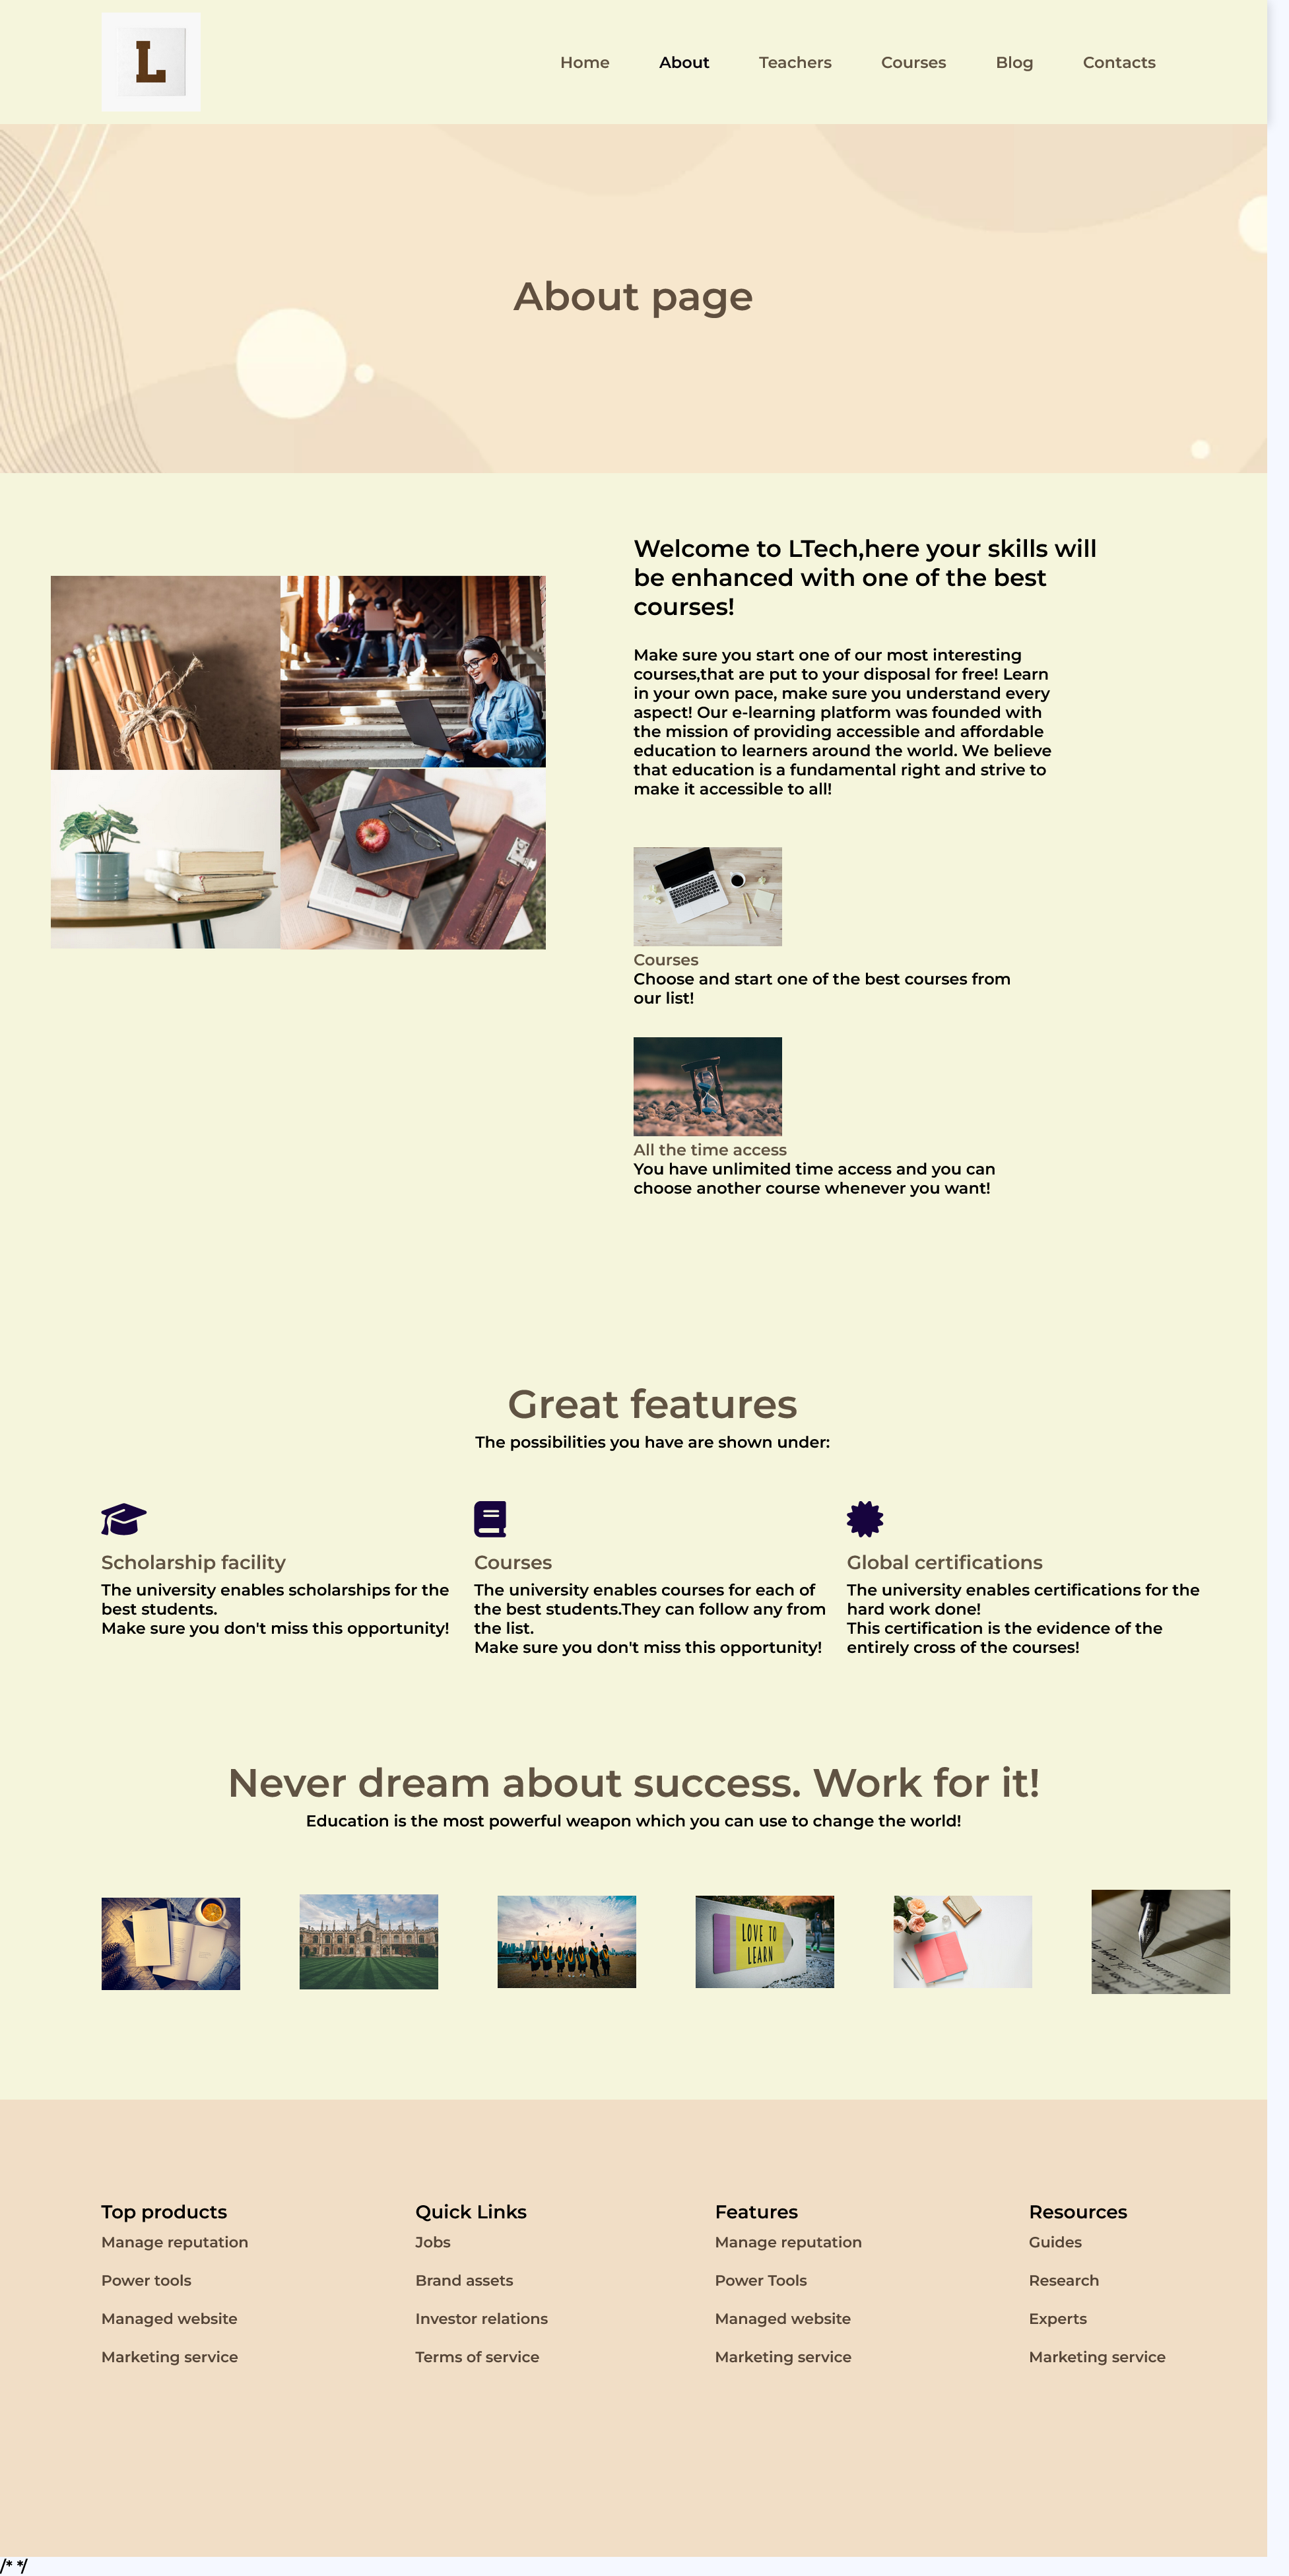 L
Home About Teachers Courses Blog Contacts
About page
Welcome to LTech,here your skills will
be enhanced with one of the best
courses!
Make sure you start one of our most interesting
courses,that are put to your disposal for free! Learn
in your own pace, make sure you understand every
aspect! Our e-learning platform was founded with
the mission of providing accessible and affordable
education to learners around the world. We believe
that education is a fundamental right and strive to
make it accessible to all!
Courses
Choose and start one of the best courses from
our list!
All the time access
You have unlimited time access and you can
choose another course whenever you want!
Great features
The possibilities you have are shown under:
Scholarship facility
The university enables scholarships for the
best students.
Make sure you don't miss this opportunity!
Courses
The university enables courses for each of
the best students.They can follow any from
the list.
Make sure you don't miss this opportunity!
Global certifications
The university enables certifications for the
hard work done!
This certification is the evidence of the
entirely cross of the courses!
Never dream about success. Work for it!
Education is the most powerful weapon which you can use to change the world!
LOVE TO
LEARN
Top products
Manage reputation
Power tools
Managed website
Marketing service
Quick Links
Jobs
Brand assets
Investor relations
Terms of service
Features
Manage reputation
Power Tools
Managed website
Marketing service
Resources
Guides
Research
Experts
Marketing service
/* */